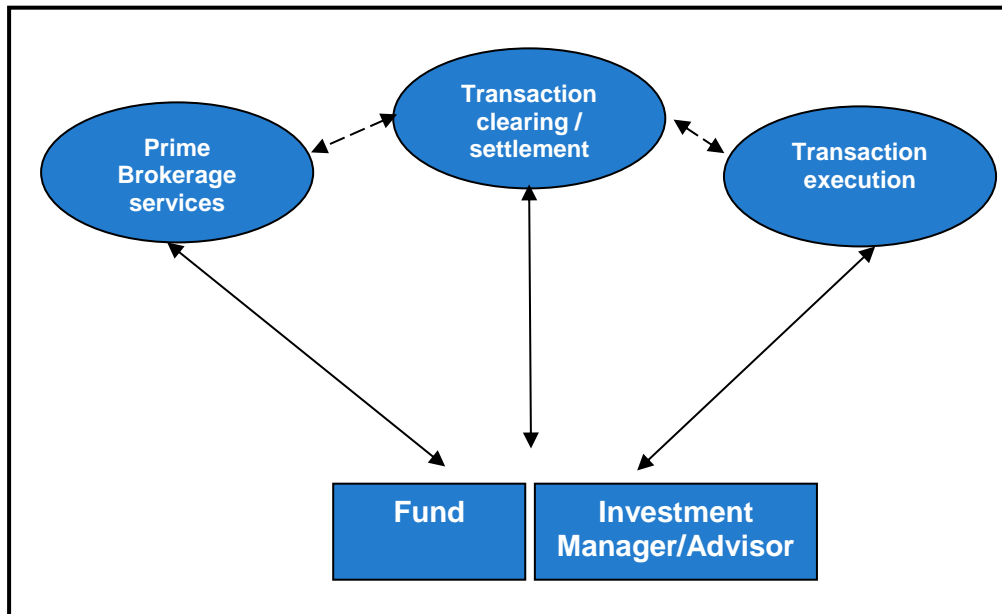 Prime
Brokerage
services
Transaction
clearing /
settlement
Transaction
execution
Fund
Investment
Manager/Advisor